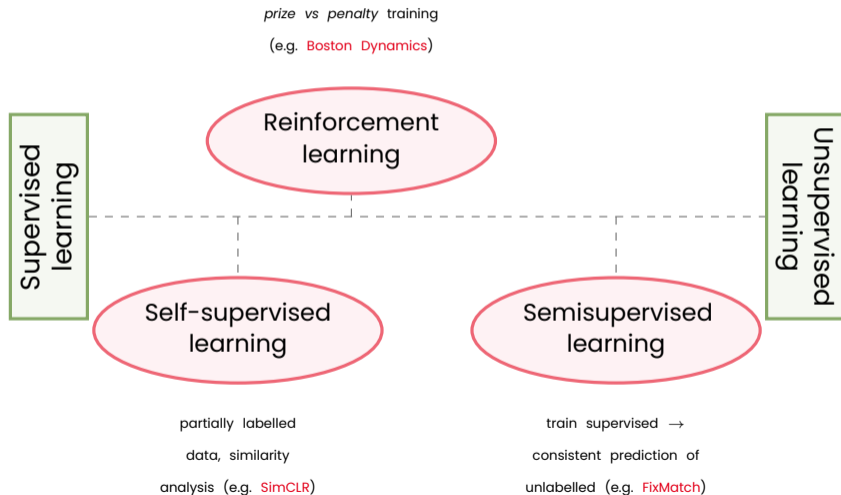 prize vs penalty training
(e.g. Boston Dynamics)
Reinforcement
learning
Supervised
learning
Unsupervised
learning
Self-supervised
learning
Semisupervised
learning
partially labelled
data, similarity
analysis (e.g. SimCLR)
train supervised →
consistent prediction of
unlabelled (e.g. FixMatch)